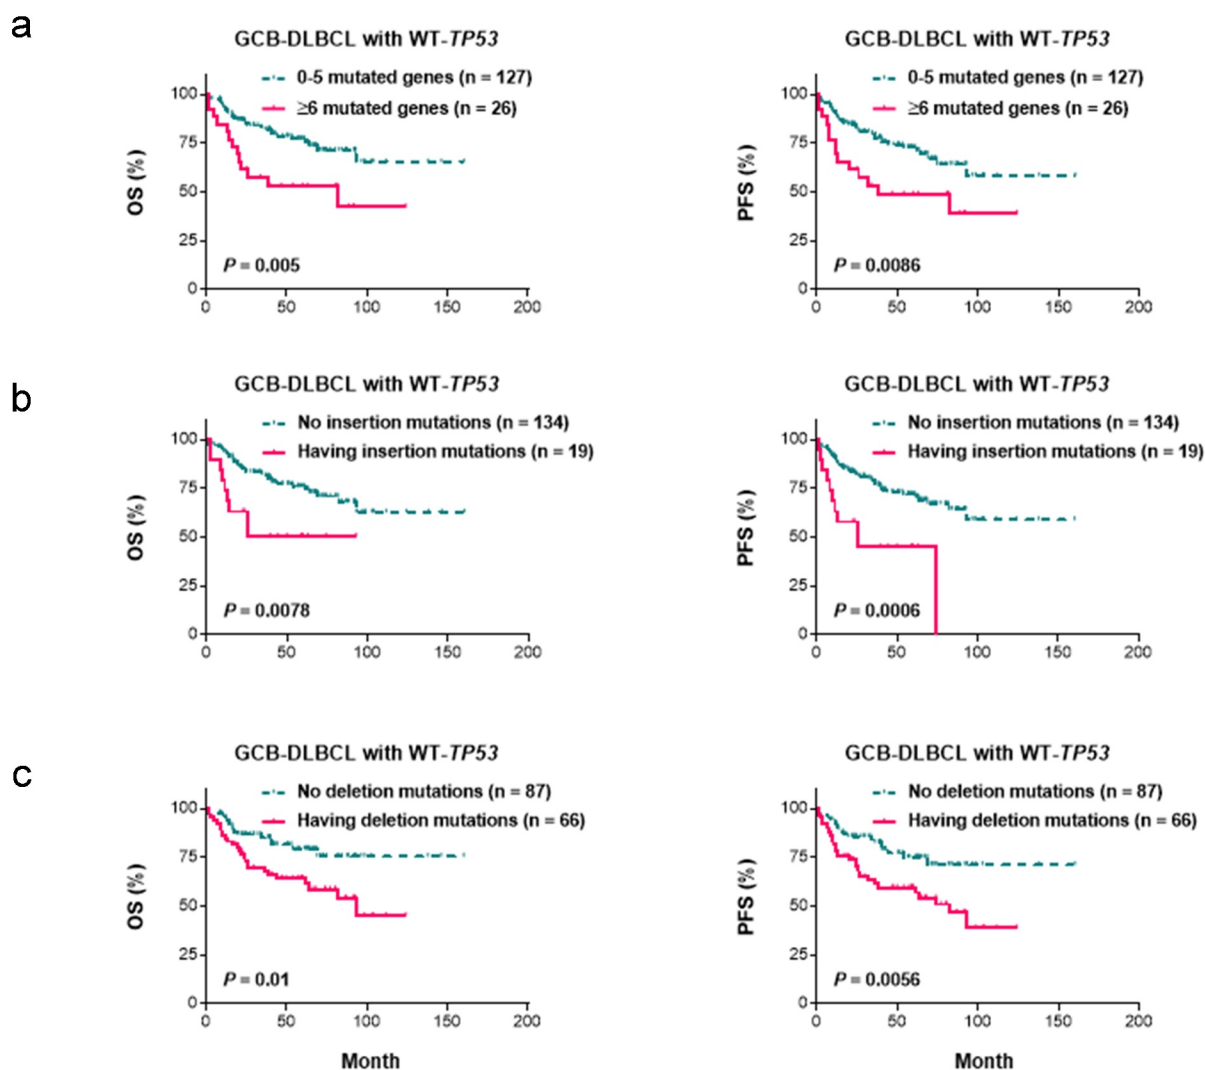 a
GCB-DLBCL with WT-TP53
0-5 mutated genes (n = 127)
≥6 mutated genes (n = 26)
OS (%)
100
75
50
25
0
P = 0.005
0 50 100 150 200
GCB-DLBCL with WT-TP53
0-5 mutated genes (n = 127)
≥6 mutated genes (n = 26)
PFS (%)
100
75
50
25
0
P = 0.0086
0 50 100 150 200
b
GCB-DLBCL with WT-TP53
No insertion mutations (n = 134)
Having insertion mutations (n = 19)
OS (%)
100
75
50
25
0
P = 0.0078
0 50 100 150 200
GCB-DLBCL with WT-TP53
No insertion mutations (n = 134)
Having insertion mutations (n = 19)
PFS (%)
100
75
50
25
0
P = 0.0006
0 50 100 150 200
c
GCB-DLBCL with WT-TP53
No deletion mutations (n = 87)
Having deletion mutations (n = 66)
OS (%)
100
75
50
25
0
P = 0.01
0 50 100 150 200
Month
GCB-DLBCL with WT-TP53
No deletion mutations (n = 87)
Having deletion mutations (n = 66)
PFS (%)
100
75
50
25
0
P = 0.0056
0 50 100 150 200
Month